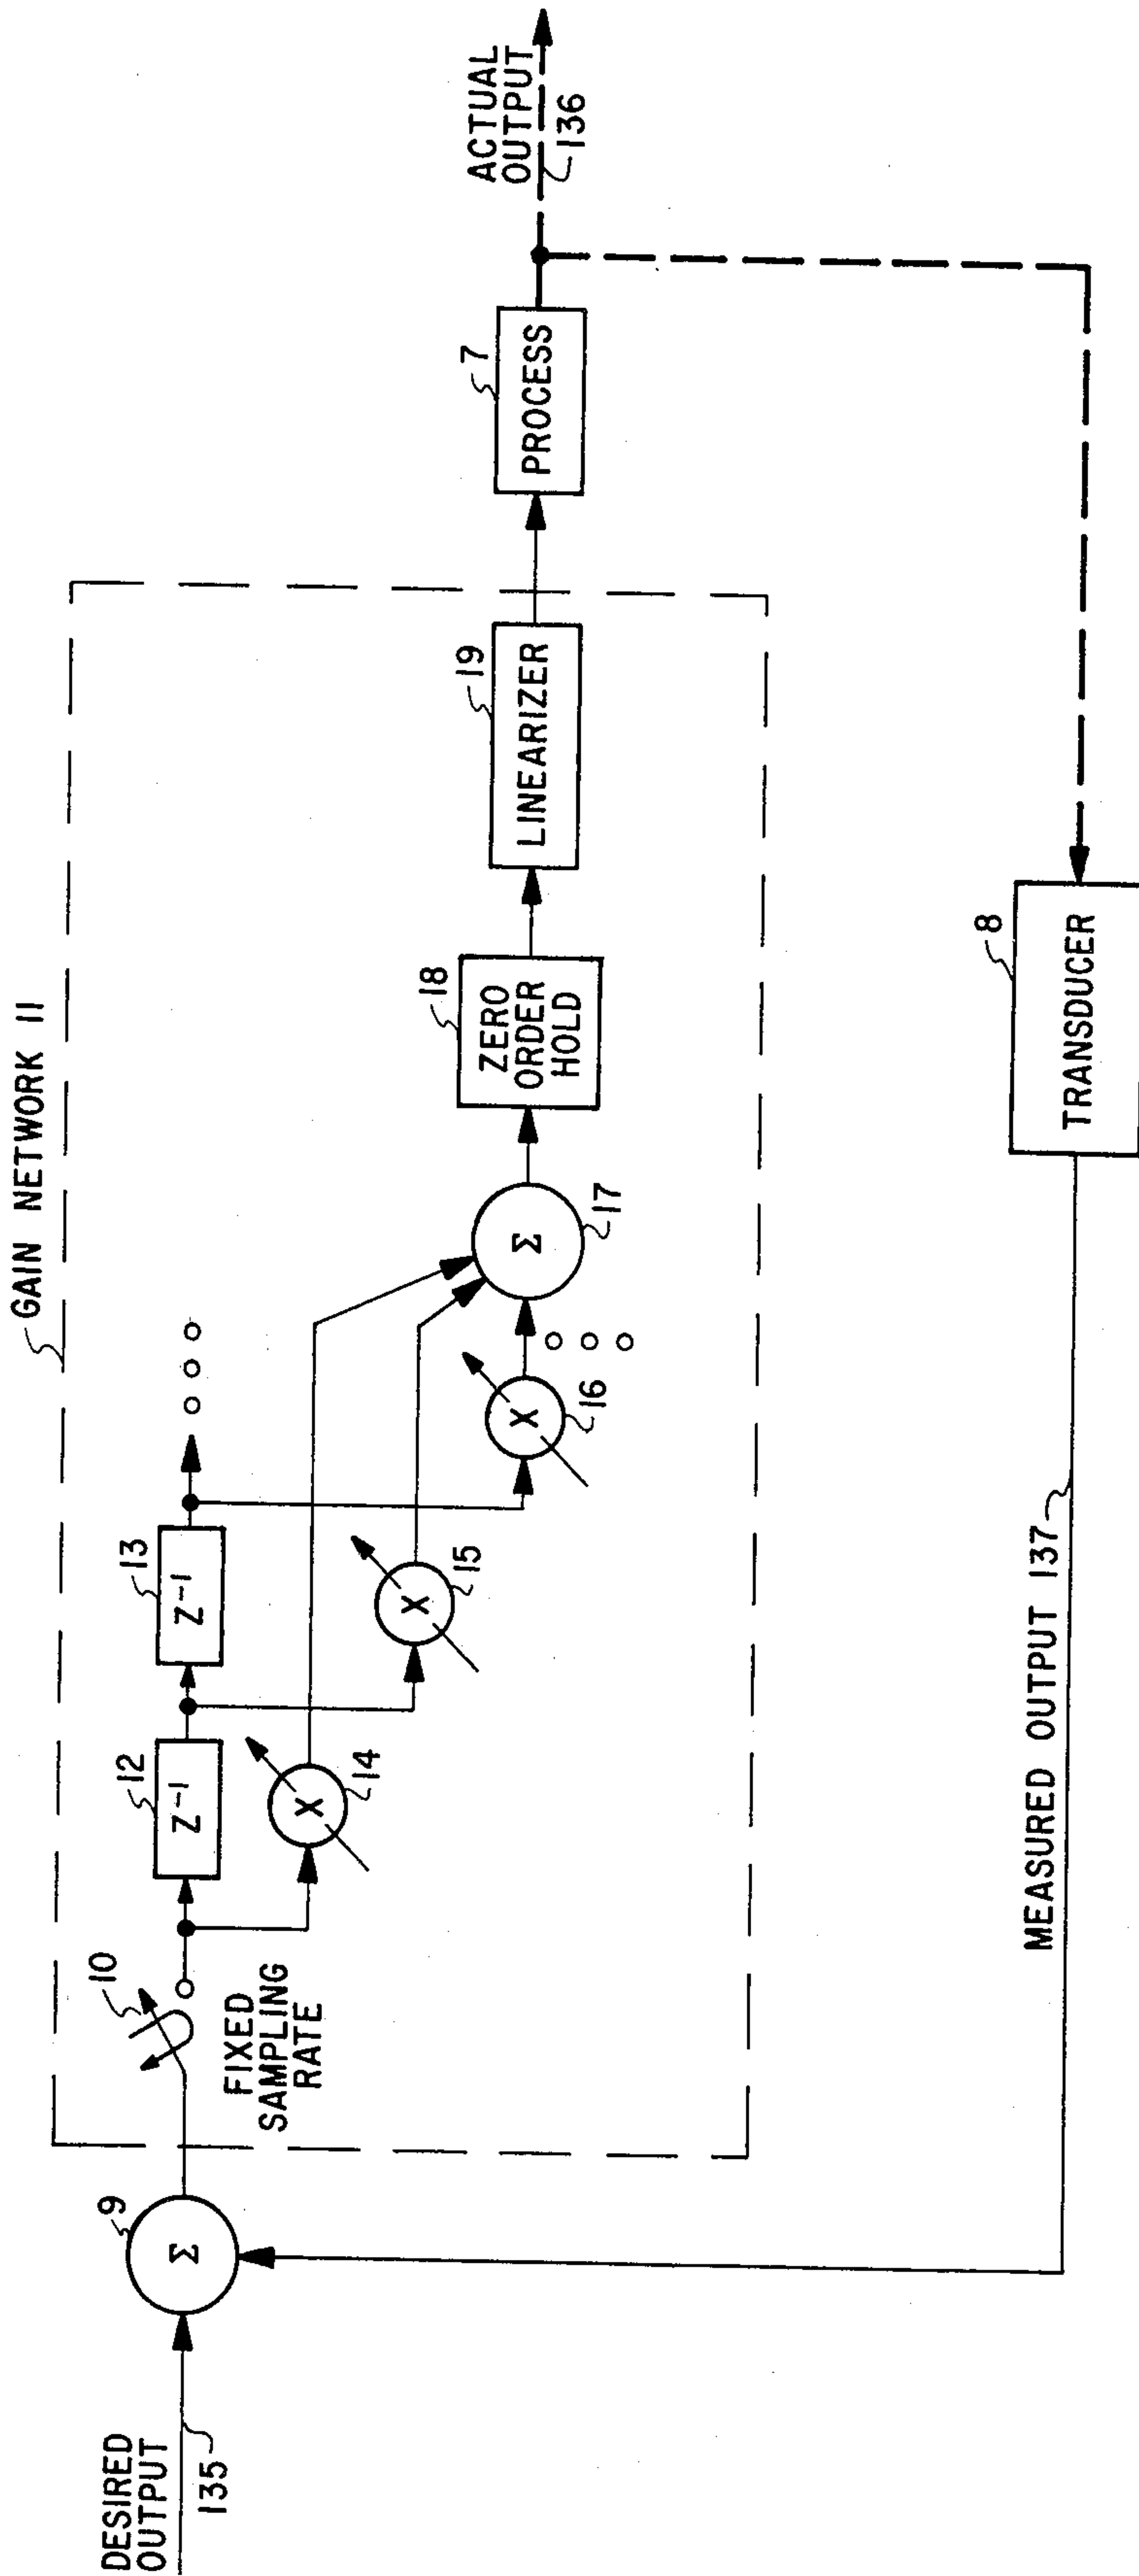 GAIN NETWORK 11
DESIRED
OUTPUT
135
Σ
9
10
FIXED
SAMPLING
RATE
Z⁻¹
12
Z⁻¹
13
X
14
X
15
X
16
Σ
17
ZERO
ORDER
HOLD
18
LINEARIZER
19
PROCESS
7
ACTUAL
OUTPUT
136
TRANSDUCER
8
MEASURED OUTPUT 137